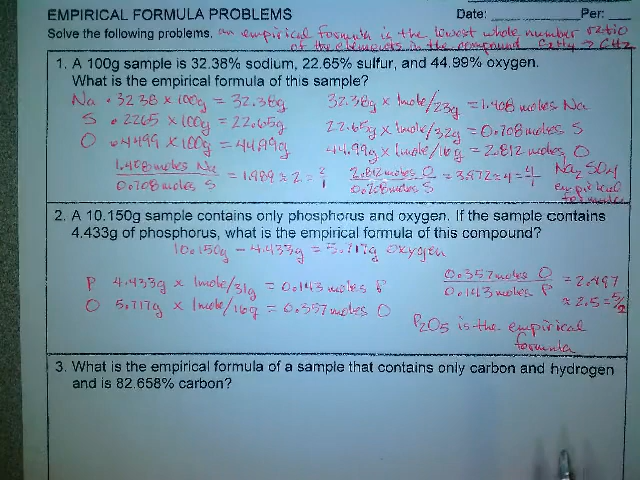 EMPIRICAL FORMULA PROBLEMS Date: Per:
Solve the following problems. an empirical formula is the lowest whole number ratio
of the elements in the compound C2H4 → CH2
1. A 100g sample is 32.38% sodium, 22.65% sulfur, and 44.99% oxygen.
What is the empirical formula of this sample?
Na .3238 x 100g = 32.38g 32.38g x 1mole/23g = 1.408 moles Na
S .2265 x 100g = 22.65g 22.65g x 1mole/32g = 0.708 moles S
O .4499 x 100g = 44.99g 44.99g x 1mole/16g = 2.812 moles O
1.408 moles Na / 0.708 moles S = 1.989 ≈ 2 = 2/1 2.812 moles O / 0.708 moles S = 3.972 ≈ 4 = 4/1 Na2SO4
empirical
formula
2. A 10.150g sample contains only phosphorus and oxygen. If the sample contains
4.433g of phosphorus, what is the empirical formula of this compound?
10.150g - 4.433g = 5.717g oxygen
P 4.433g x 1mole/31g = 0.143 moles P 0.357 moles O / 0.143 moles P = 2.497
O 5.717g x 1mole/16g = 0.357 moles O ≈ 2.5 = 5/2
P2O5 is the empirical
formula
3. What is the empirical formula of a sample that contains only carbon and hydrogen
and is 82.658% carbon?